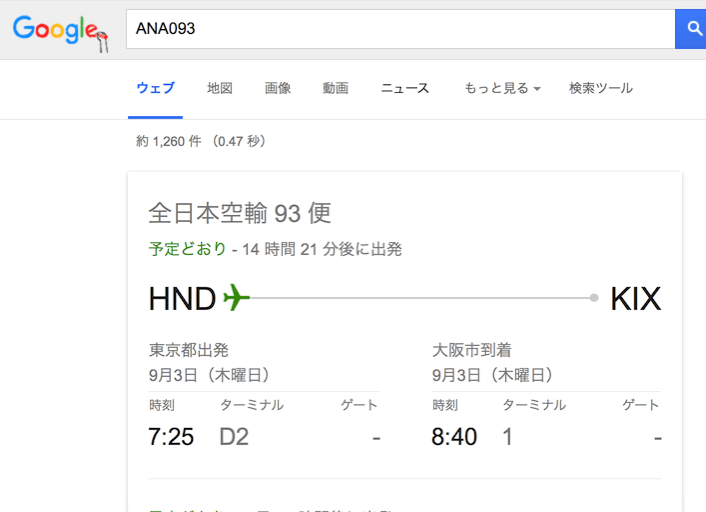 Google
ANA093
ウェブ 地図 画像 動画 ニュース もっと見る 検索ツール
約 1,260 件 (0.47 秒)
全日本空輸 93 便
予定どおり - 14 時間 21 分後に出発
HND KIX
東京都出発 大阪市到着
9月3日(木曜日) 9月3日(木曜日)
時刻 ターミナル ゲート 時刻 ターミナル ゲート
7:25 D2 - 8:40 1 -